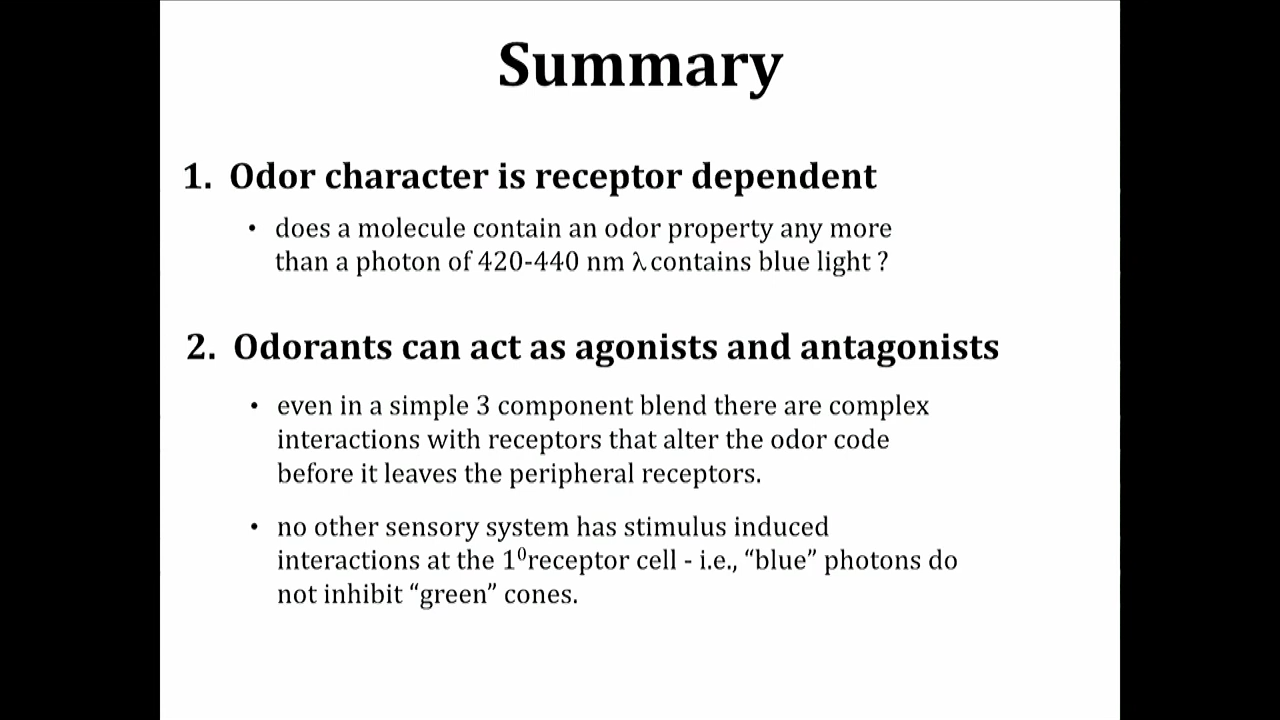 Summary
1. Odor character is receptor dependent
• does a molecule contain an odor property any more
than a photon of 420-440 nm λ contains blue light ?
2. Odorants can act as agonists and antagonists
• even in a simple 3 component blend there are complex
interactions with receptors that alter the odor code
before it leaves the peripheral receptors.
• no other sensory system has stimulus induced
interactions at the 1⁰receptor cell - i.e., “blue” photons do
not inhibit “green” cones.